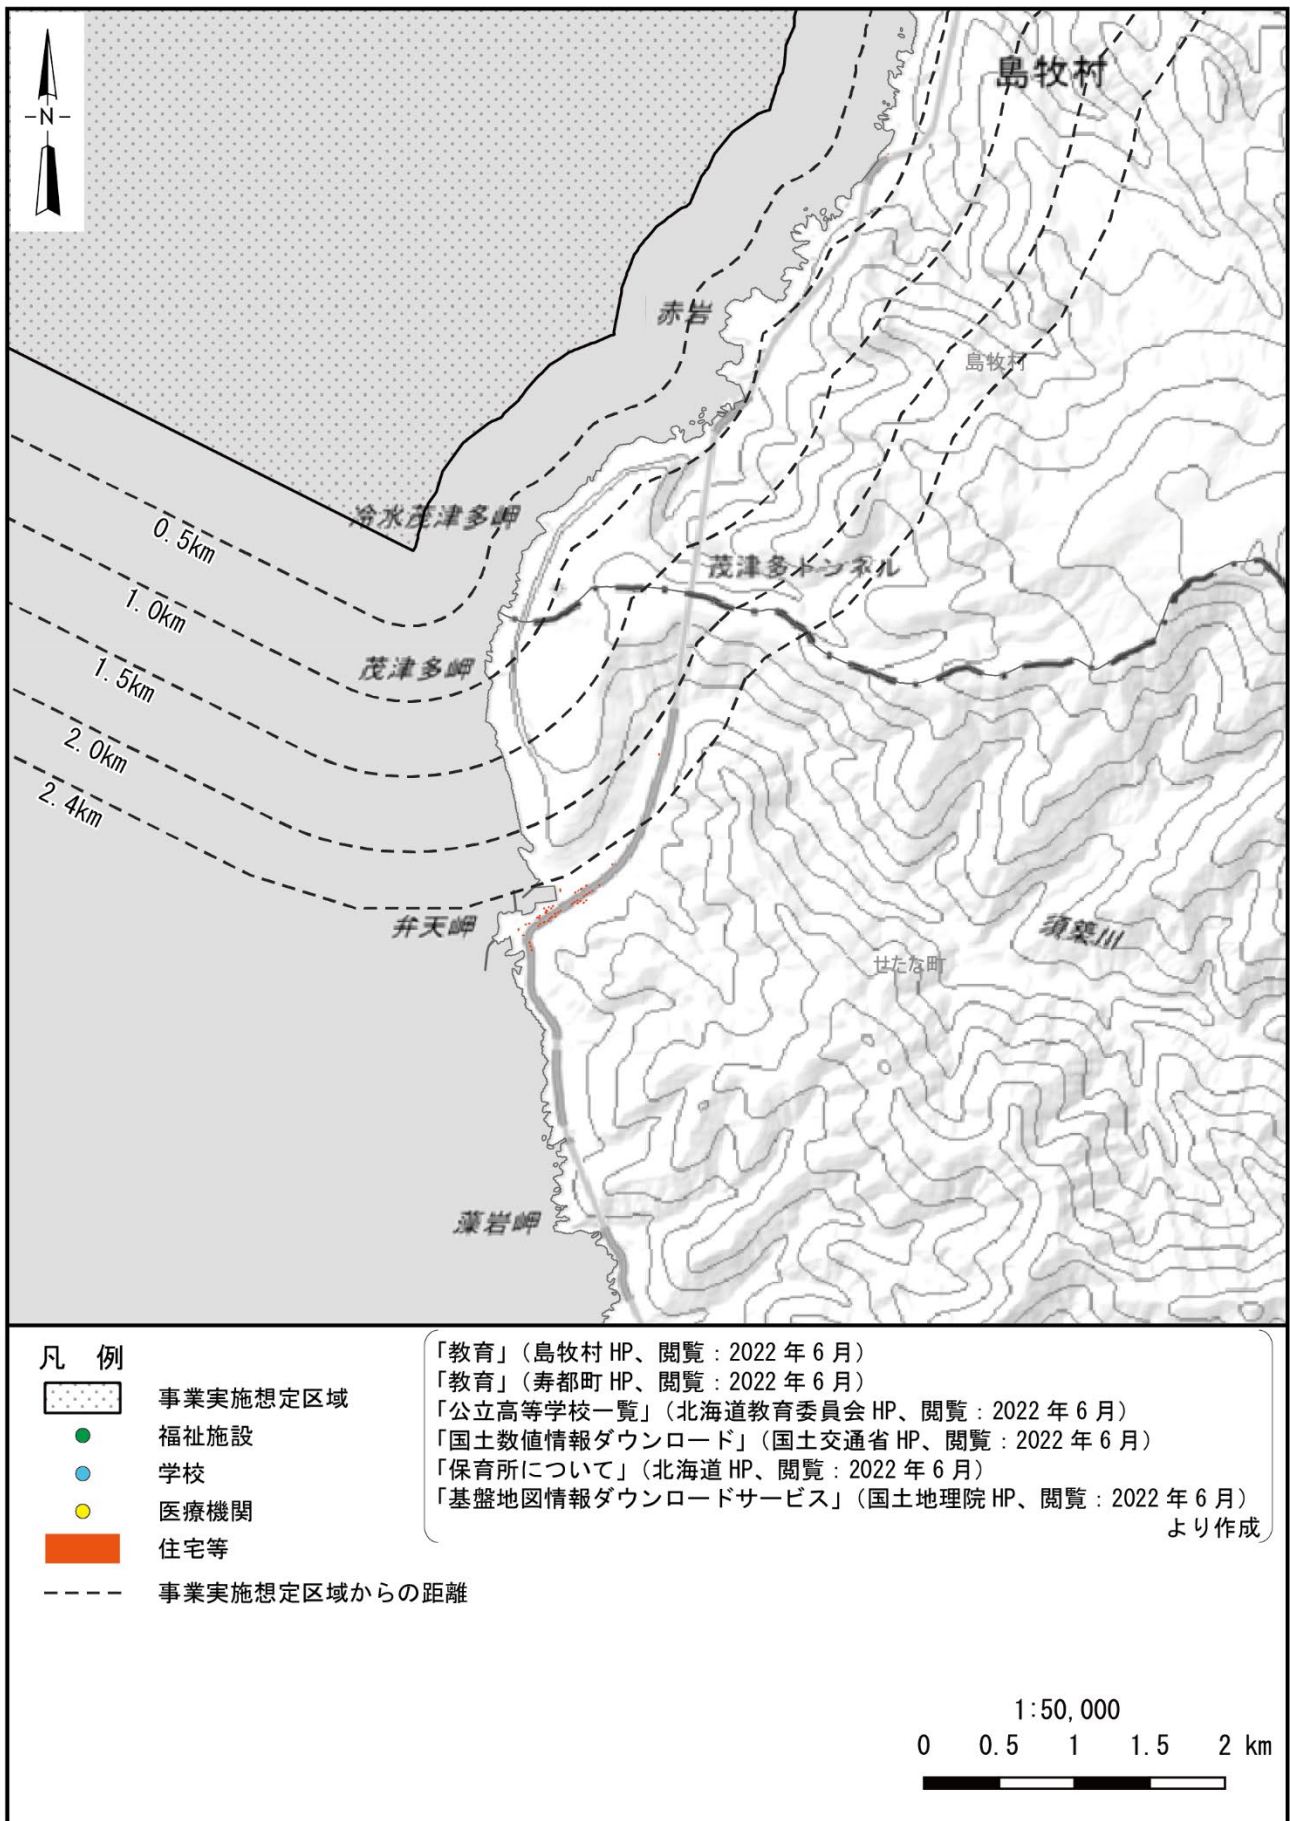 N
島牧村
赤岩
島牧村
冷水茂津多岬
0.5km
茂津多トンネル
1.0km
茂津多岬
1.5km
2.0km
2.4km
弁天岬
須築川
せたな町
藻岩岬
凡 例
事業実施想定区域
福祉施設
学校
医療機関
住宅等
事業実施想定区域からの距離
「教育」（島牧村 HP、閲覧：2022 年 6 月）
「教育」（寿都町 HP、閲覧：2022 年 6 月）
「公立高等学校一覧」（北海道教育委員会 HP、閲覧：2022 年 6 月）
「国土数値情報ダウンロード」（国土交通省 HP、閲覧：2022 年 6 月）
「保育所について」（北海道 HP、閲覧：2022 年 6 月）
「基盤地図情報ダウンロードサービス」（国土地理院 HP、閲覧：2022 年 6 月）
より作成
1:50,000
0 0.5 1 1.5 2 km